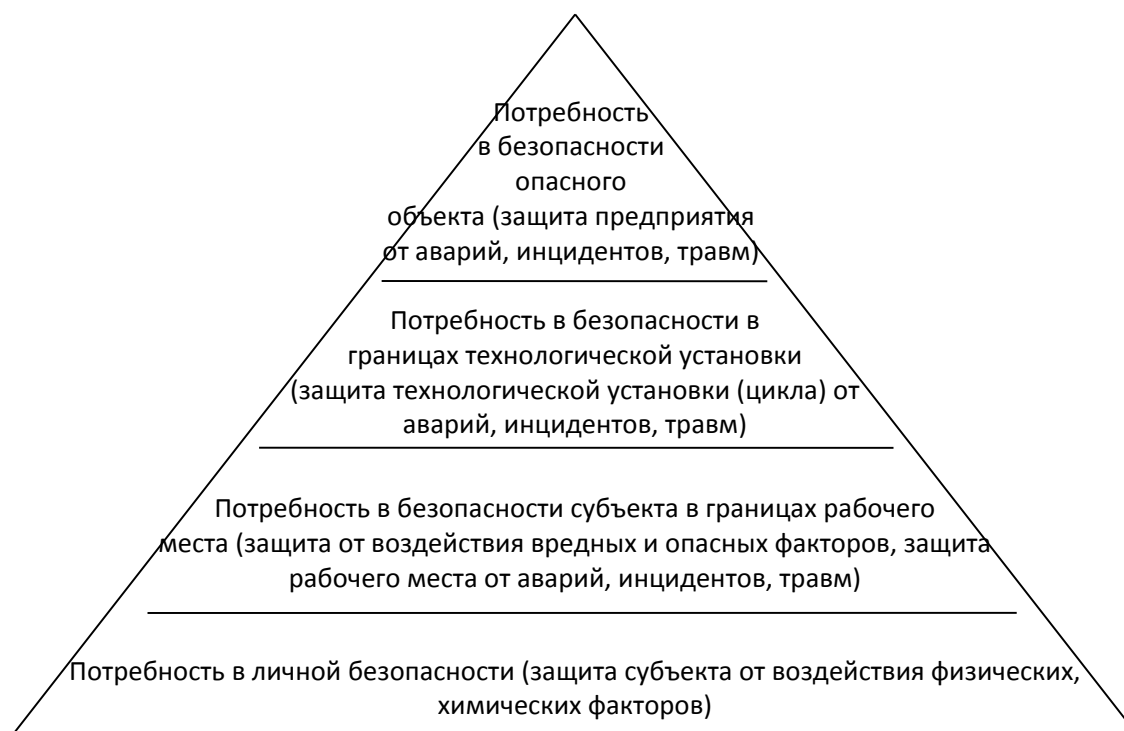 Потребность
в безопасности
опасного
объекта (защита предприятия
от аварий, инцидентов, травм)
Потребность в безопасности в
границах технологической установки
(защита технологической установки (цикла) от
аварий, инцидентов, травм)
Потребность в безопасности субъекта в границах рабочего
места (защита от воздействия вредных и опасных факторов, защита
рабочего места от аварий, инцидентов, травм)
Потребность в личной безопасности (защита субъекта от воздействия физических,
химических факторов)